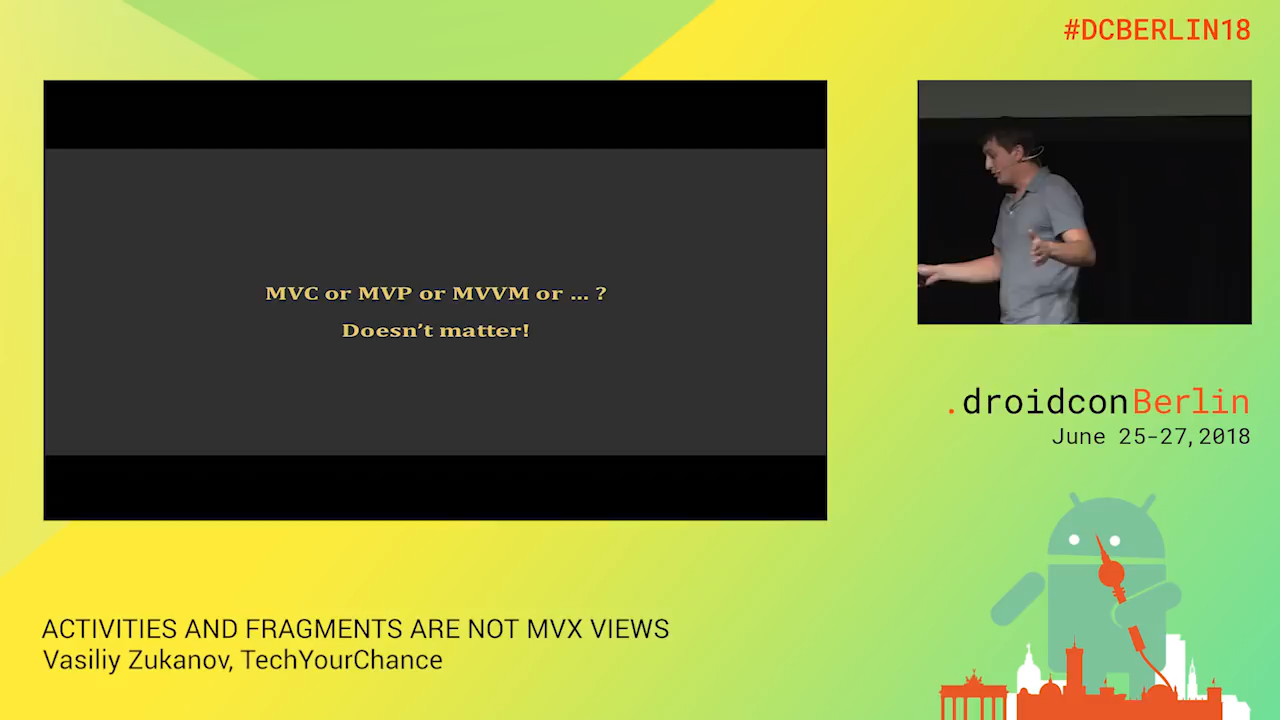 #DCBERLIN18
MVC or MVP or MVVM or ... ?
Doesn't matter!
.droidconBerlin
June 25-27,2018
ACTIVITIES AND FRAGMENTS ARE NOT MVX VIEWS
Vasiliy Zukanov, TechYourChance